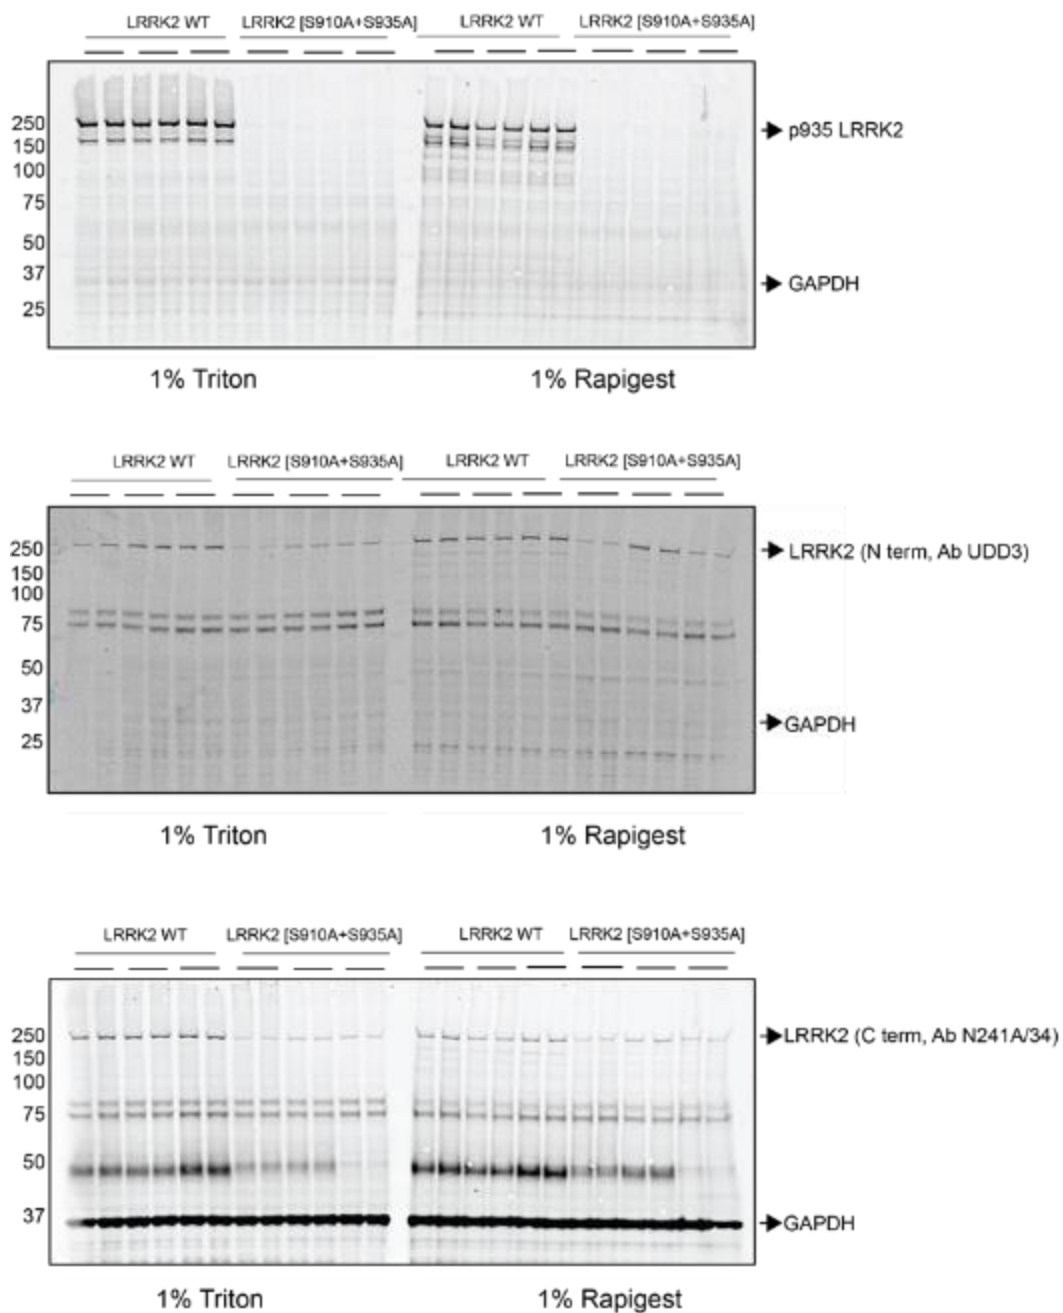 LRRK2 WT LRRK2 [S910A+S935A] LRRK2 WT LRRK2 [S910A+S935A]
250
150
100
75
50
37
25
p935 LRRK2
GAPDH
1% Triton 1% Rapigest
LRRK2 WT LRRK2 [S910A+S935A] LRRK2 WT LRRK2 [S910A+S935A]
250
150
100
75
50
37
25
LRRK2 (N term, Ab UDD3)
GAPDH
1% Triton 1% Rapigest
LRRK2 WT LRRK2 [S910A+S935A] LRRK2 WT LRRK2 [S910A+S935A]
250
150
100
75
50
37
LRRK2 (C term, Ab N241A/34)
GAPDH
1% Triton 1% Rapigest